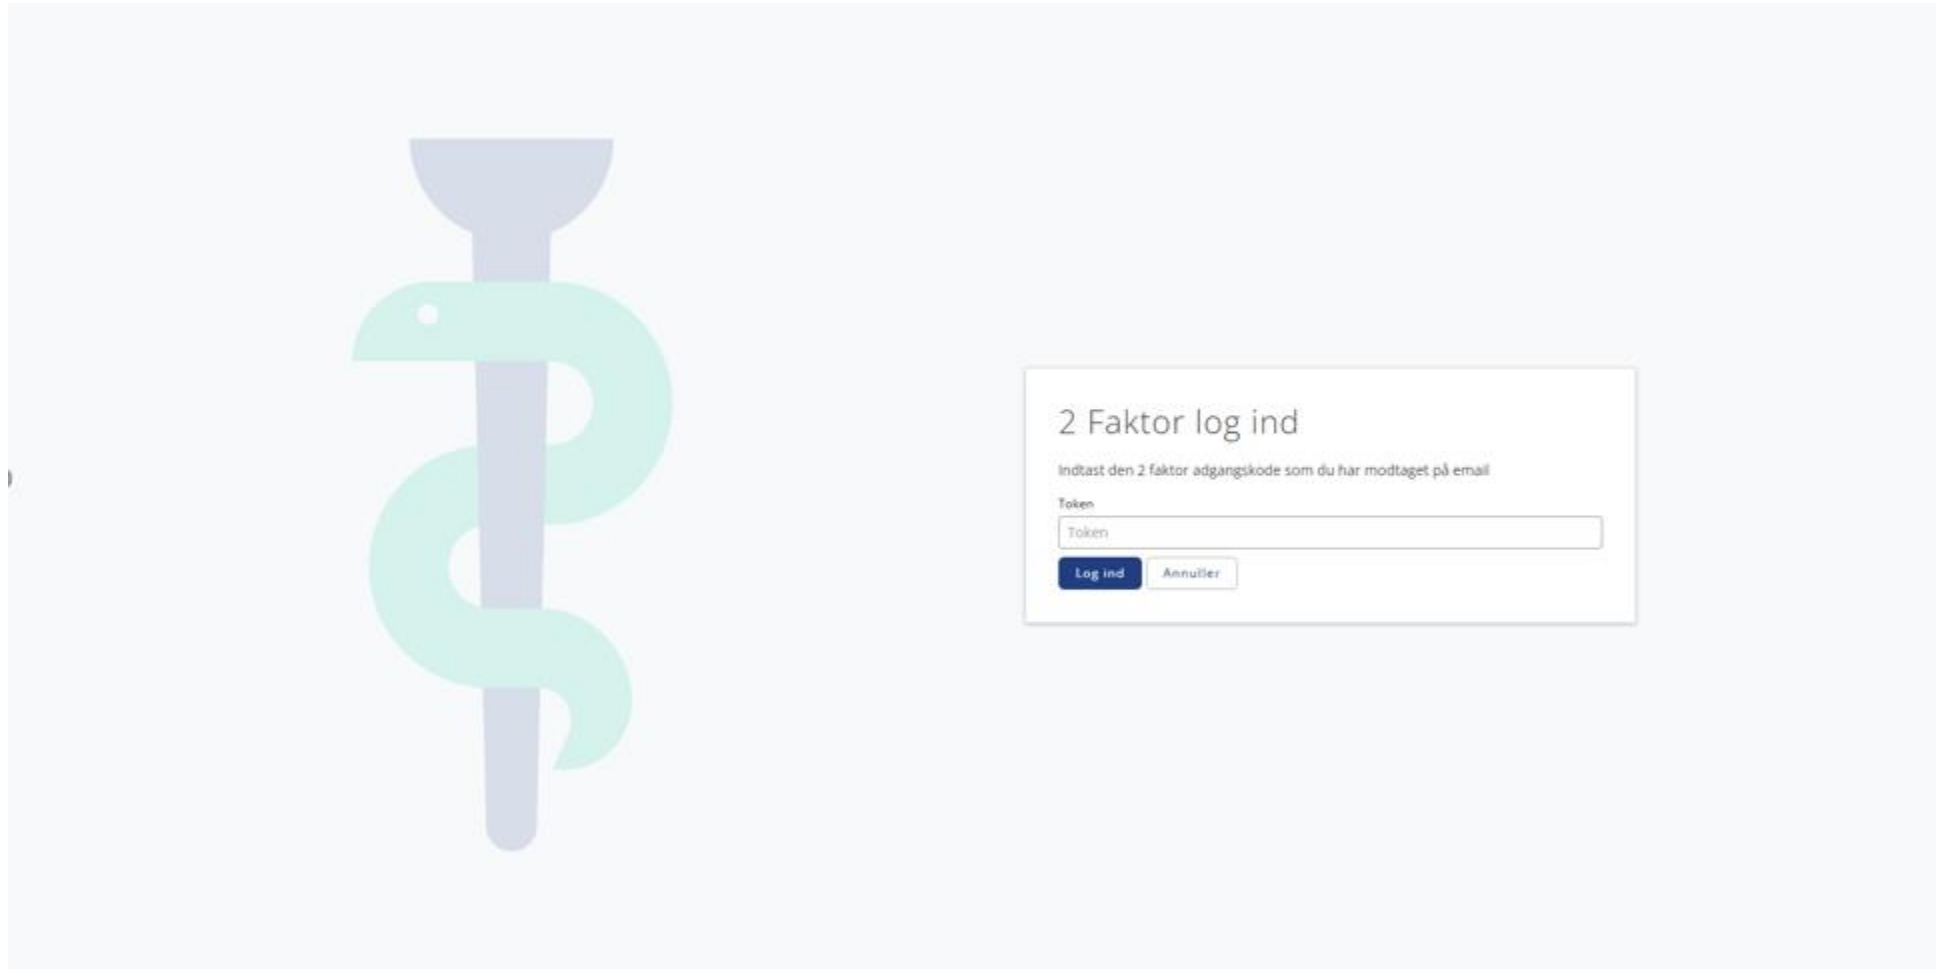 2 Faktor log ind
Indtast den 2 faktor adgangskode som du har modtaget på email
Token
Token
Log ind
Annuller